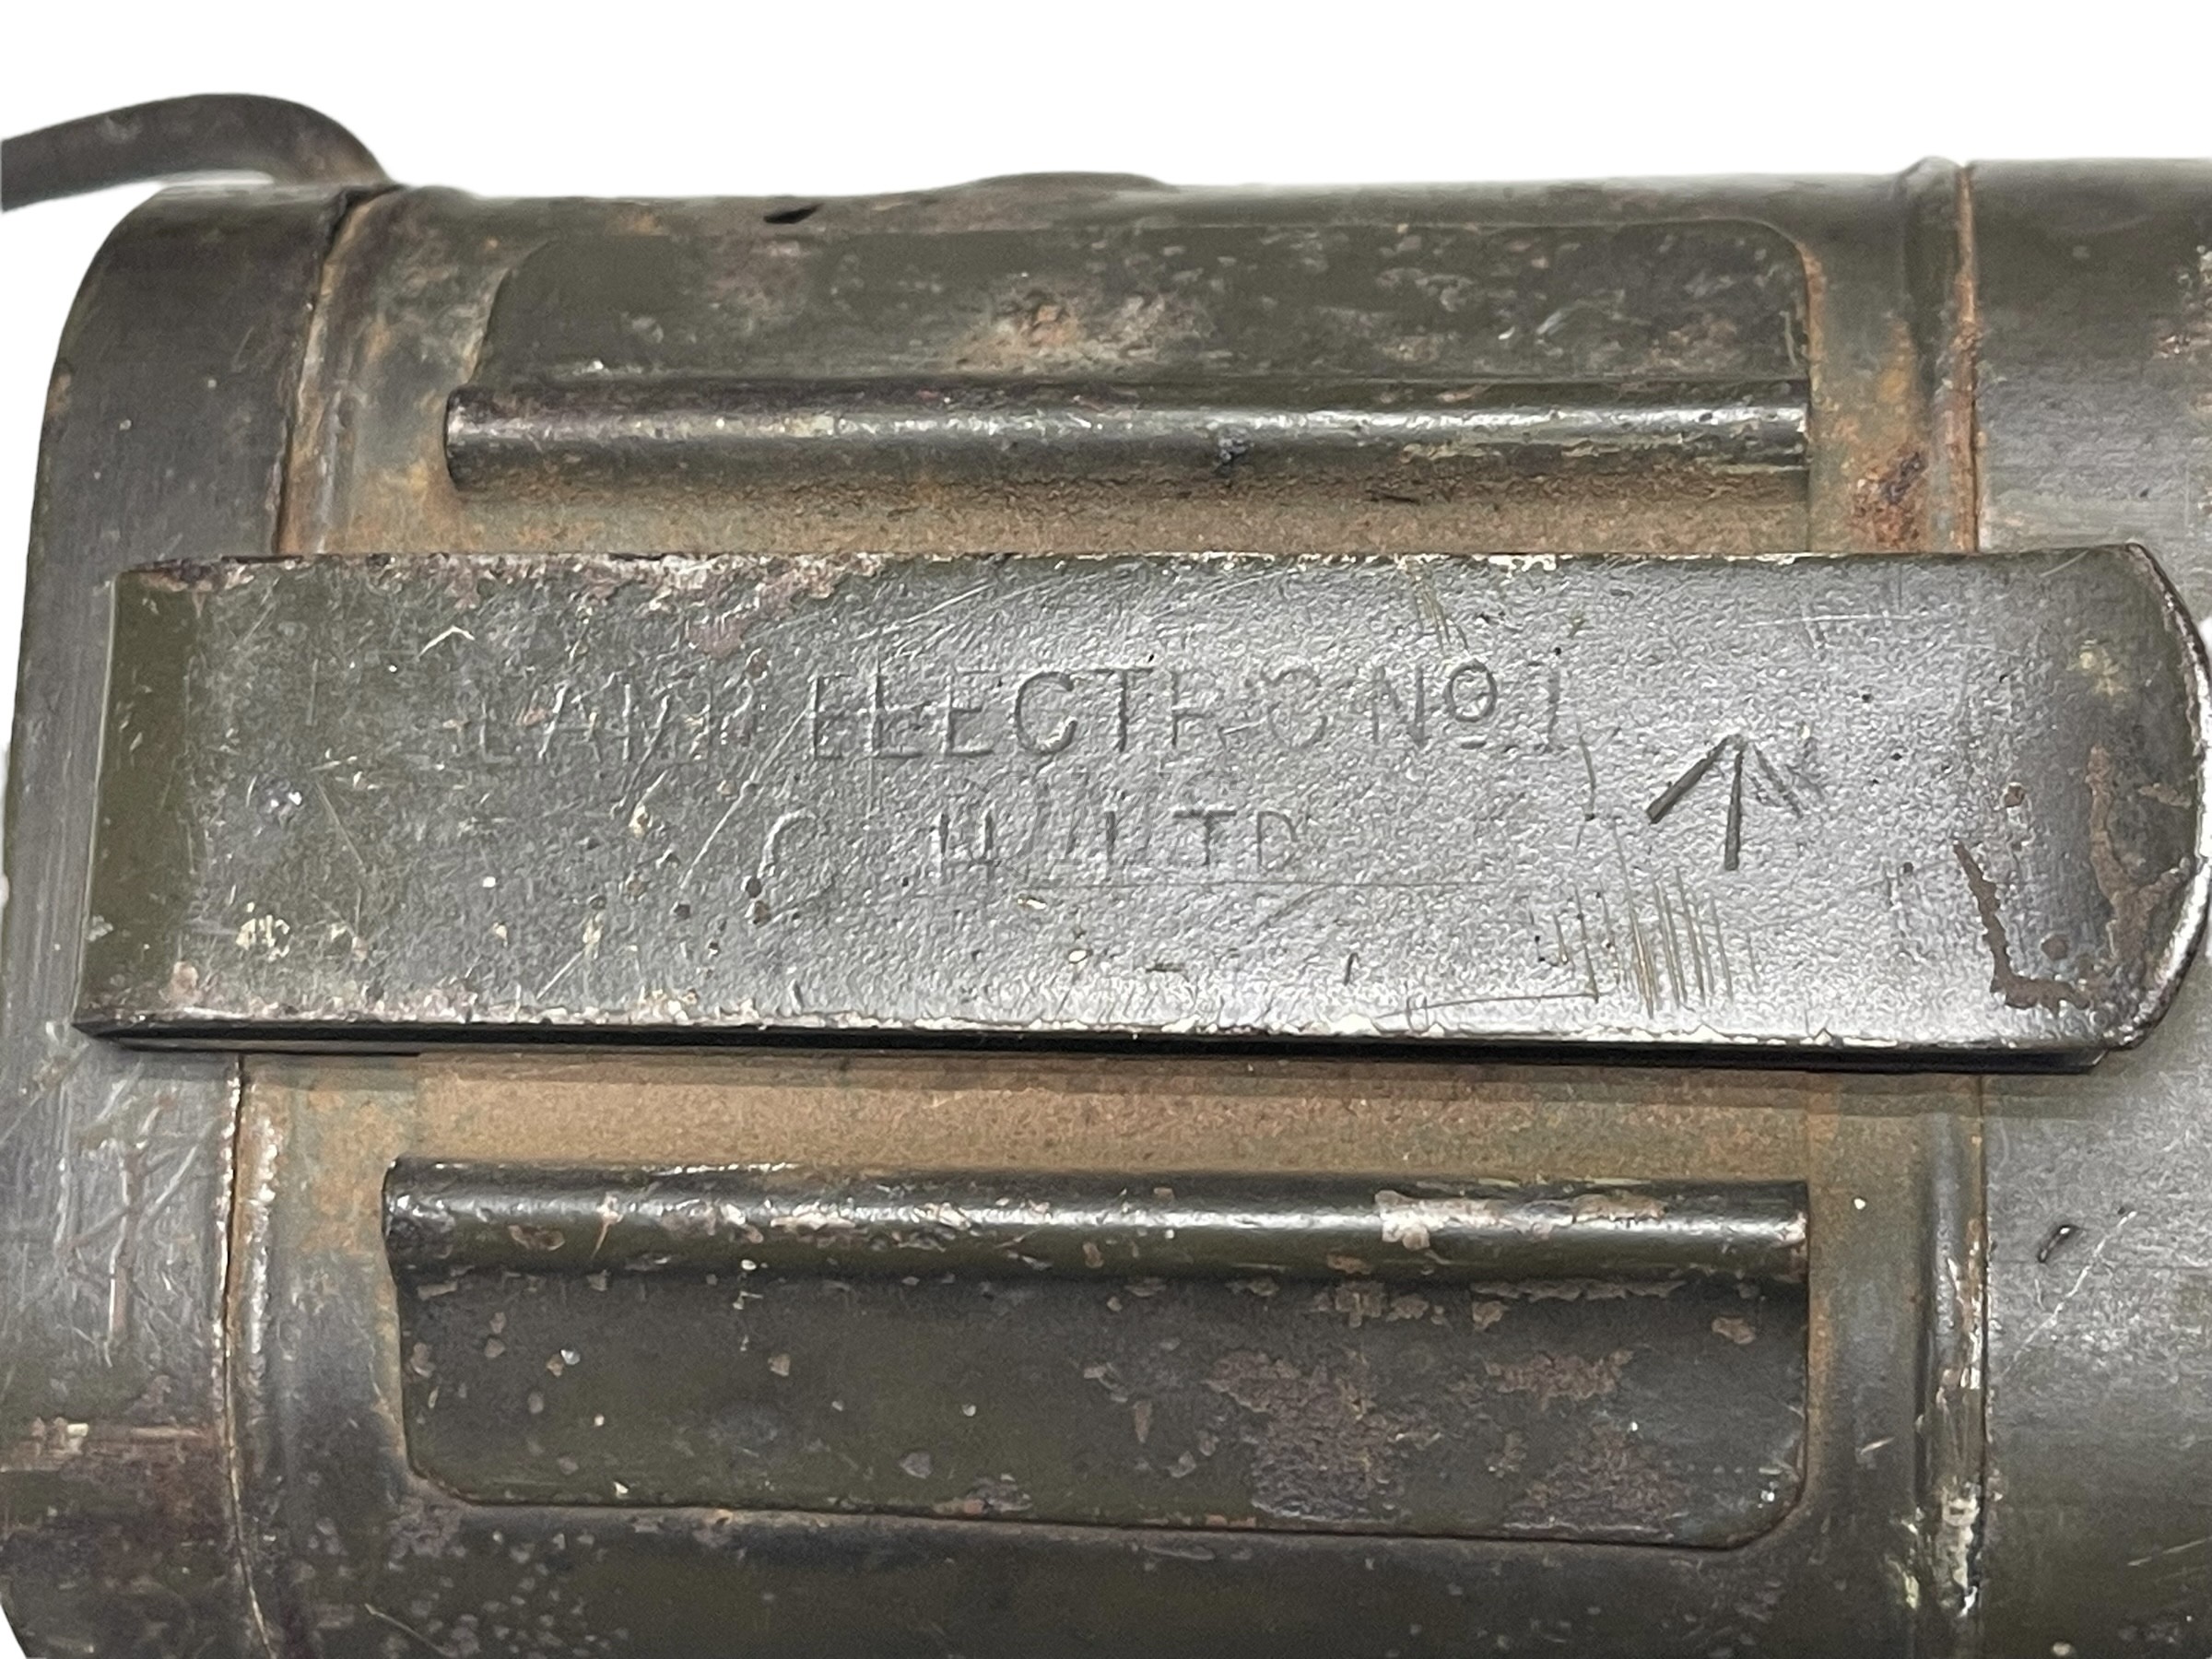 LAMP ELECTRIC Nº 1
C. H. LTD